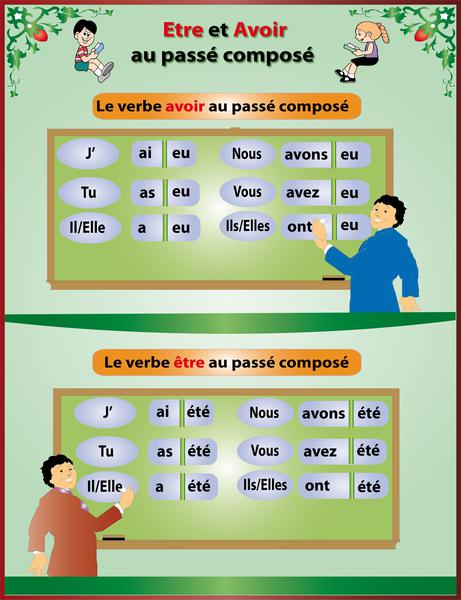 Etre et Avoir
au passé composé
Le verbe avoir au passé composé
J' ai eu Nous avons eu
Tu as eu Vous avez eu
Il/Elle a eu Ils/Elles ont eu
Le verbe être au passé composé
J' ai été Nous avons été
Tu as été Vous avez été
Il/Elle a été Ils/Elles ont été